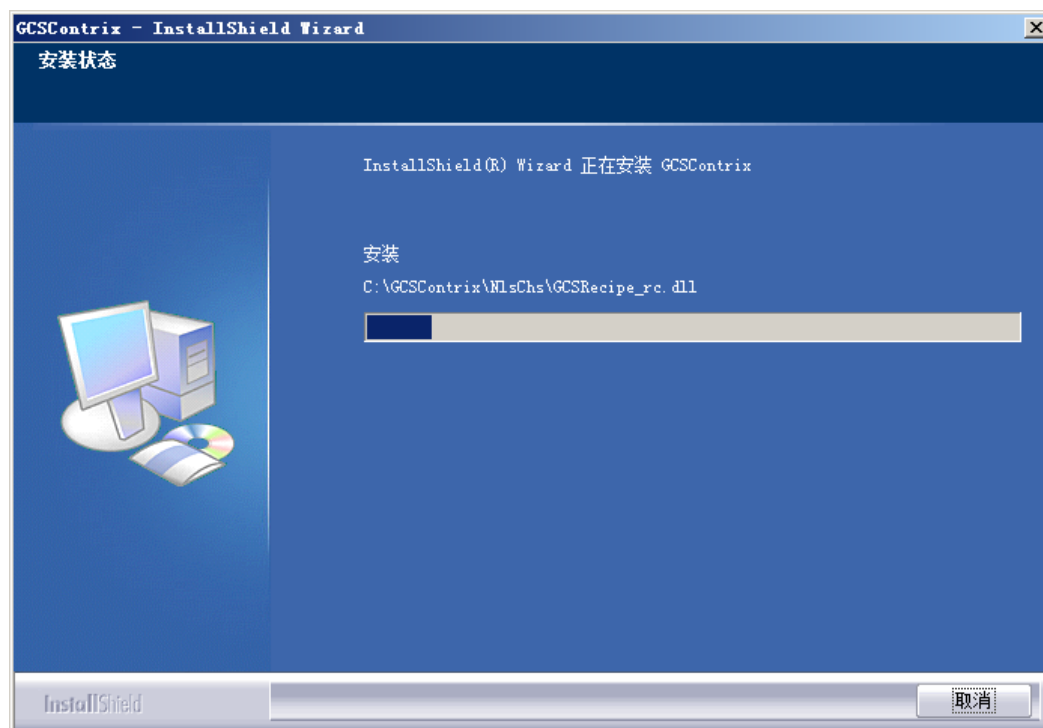 GCSContrix - InstallShield Wizard
安装状态
InstallShield(R) Wizard 正在安装 GCSContrix
安装
C:\GCSContrix\NlsChs\GCSRecipe_rc.dll
InstallShield
取消